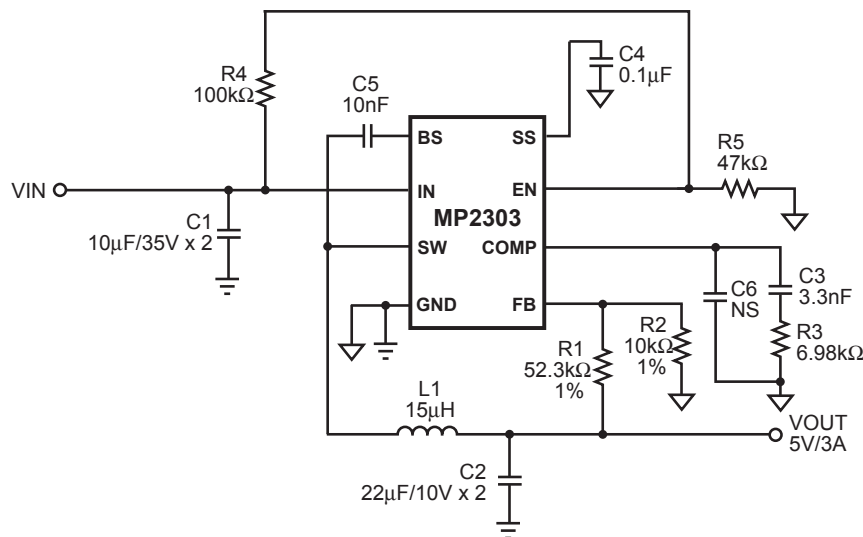 R4
100kΩ
C5
10nF
C4
0.1μF
BS
SS
R5
47kΩ
VIN
IN
EN
MP2303
C1
10μF/35V x 2
SW
COMP
C3
3.3nF
C6
NS
GND
FB
R2
10kΩ
1%
R3
6.98kΩ
R1
52.3kΩ
1%
L1
15μH
VOUT
5V/3A
C2
22μF/10V x 2